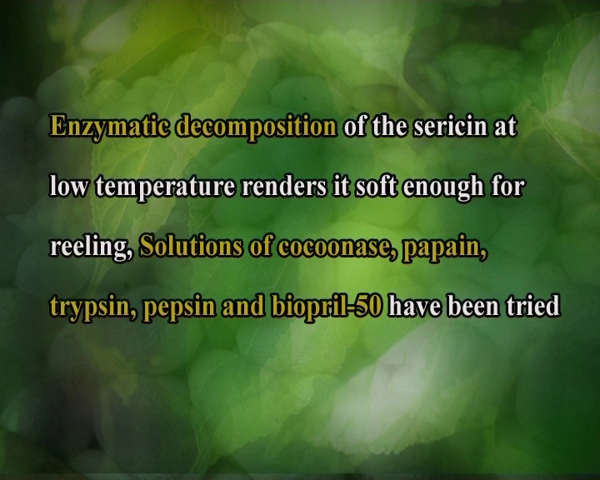 Enzymatic decomposition of the sericin at
low temperature renders it soft enough for
reeling, Solutions of cocoonase, papain,
trypsin, pepsin and biopril-50 have been tried